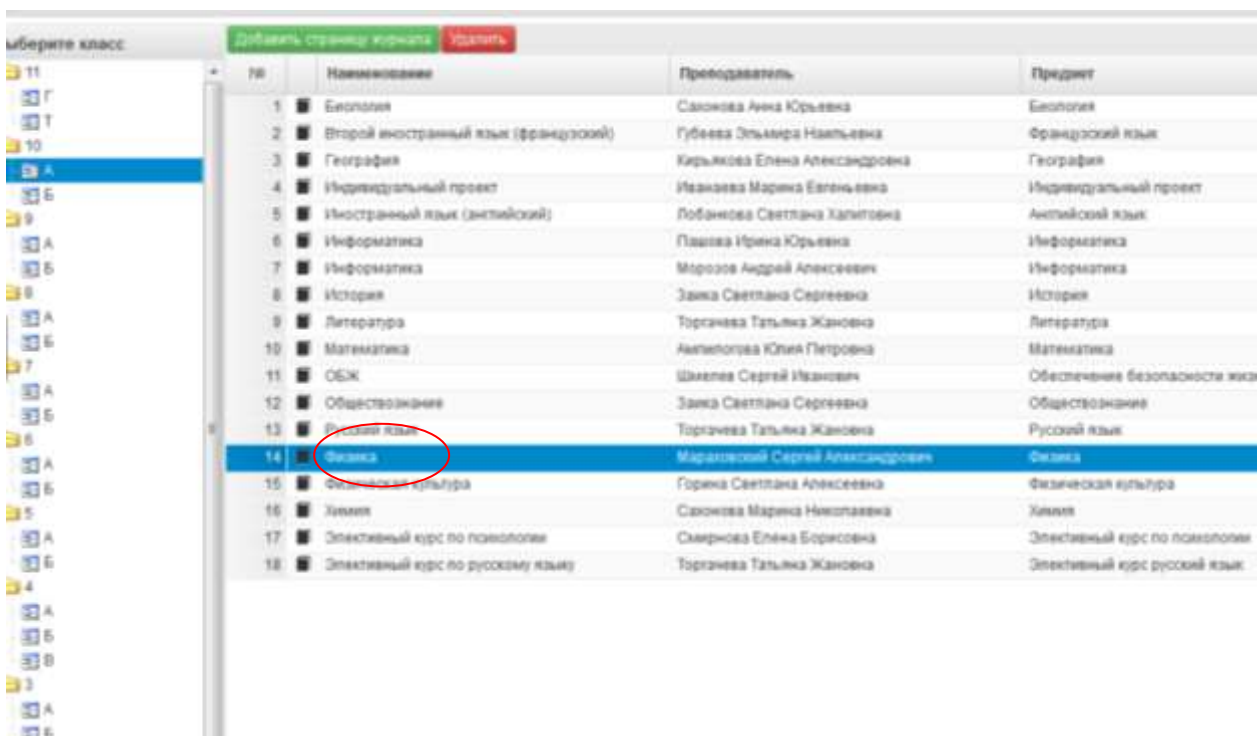 ыберите класс
Добавить страницу журнала Удалить
№ Наименование Преподаватель Предмет
11
Г
Т
10
А
Б
9
А
Б
8
А
Б
7
А
Б
6
А
Б
5
А
Б
4
А
Б
В
3
А
Б
1 Биология Сазонова Анна Юрьевна Биология
2 Второй иностранный язык (французский) Губеева Эльмира Наильевна Французский язык
3 География Кирьякова Елена Александровна География
4 Индивидуальный проект Иванаева Марина Евгеньевна Индивидуальный проект
5 Иностранный язык (английский) Лобанкова Светлана Халитовна Английский язык
6 Информатика Пашова Ирина Юрьевна Информатика
7 Информатика Морозов Андрей Алексеевич Информатика
8 История Заика Светлана Сергеевна История
9 Литература Торгачева Татьяна Жановна Литература
10 Математика Ампилогова Юлия Петровна Математика
11 ОБЖ Шмелев Сергей Иванович Обеспечение безопасности жизн
12 Обществознание Заика Светлана Сергеевна Обществознание
13 Русский язык Торгачева Татьяна Жановна Русский язык
14 Физика Мараховский Сергей Александрович Физика
15 Физическая культура Горина Светлана Алексеевна Физическая культура
16 Химия Сазонова Марина Николаевна Химия
17 Элективный курс по психологии Смирнова Елена Борисовна Элективный курс по психологии
18 Элективный курс по русскому языку Торгачева Татьяна Жановна Элективный курс русский язык